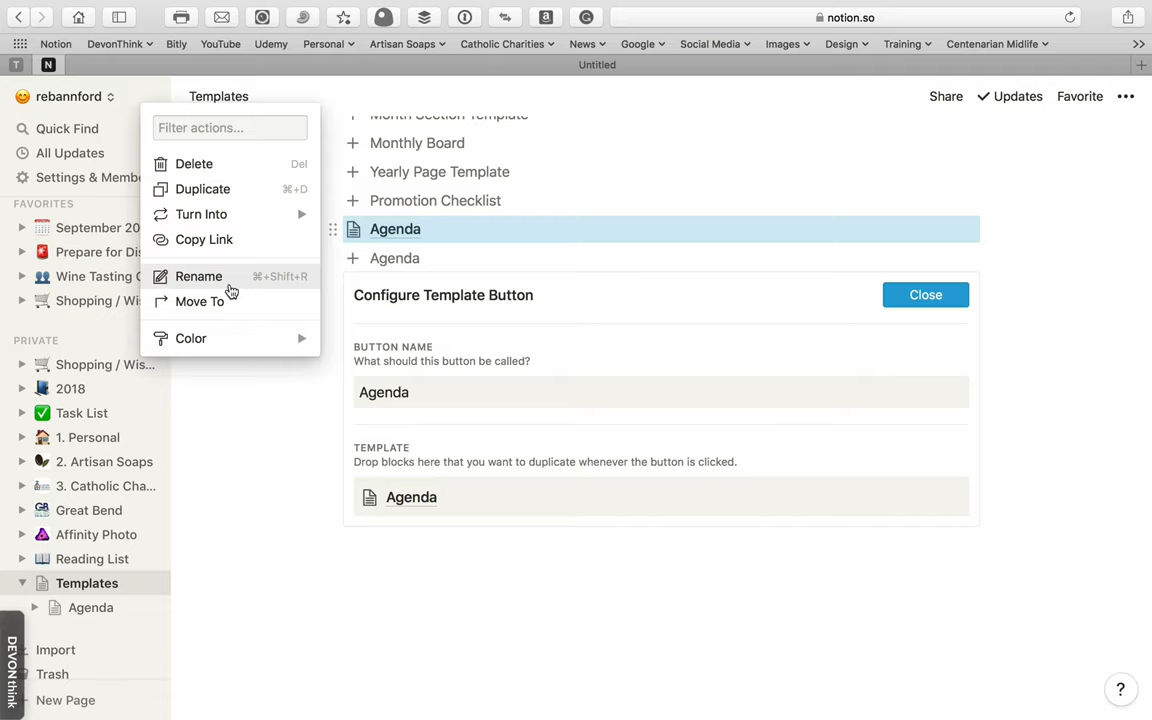 notion.so
Notion DevonThink Bitly YouTube Udemy Personal Artisan Soaps Catholic Charities News Google Social Media Images Design Training Centenarian Midlife
T N Untitled
rebannford
Templates
Share Updates Favorite
Quick Find
All Updates
Settings & Membe
FAVORITES
September 20
Prepare for Di
Wine Tasting
Shopping / Wi
PRIVATE
Shopping / Wis...
2018
Task List
1. Personal
2. Artisan Soaps
3. Catholic Cha...
Great Bend
Affinity Photo
Reading List
Templates
Agenda
Import
Trash
New Page
DEVONthink
Filter actions...
Delete Del
Duplicate ⌘+D
Turn Into
Copy Link
Rename ⌘+Shift+R
Move To
Color
Month Section Template
Monthly Board
Yearly Page Template
Promotion Checklist
Agenda
Agenda
Configure Template Button Close
BUTTON NAME
What should this button be called?
Agenda
TEMPLATE
Drop blocks here that you want to duplicate whenever the button is clicked.
Agenda
?